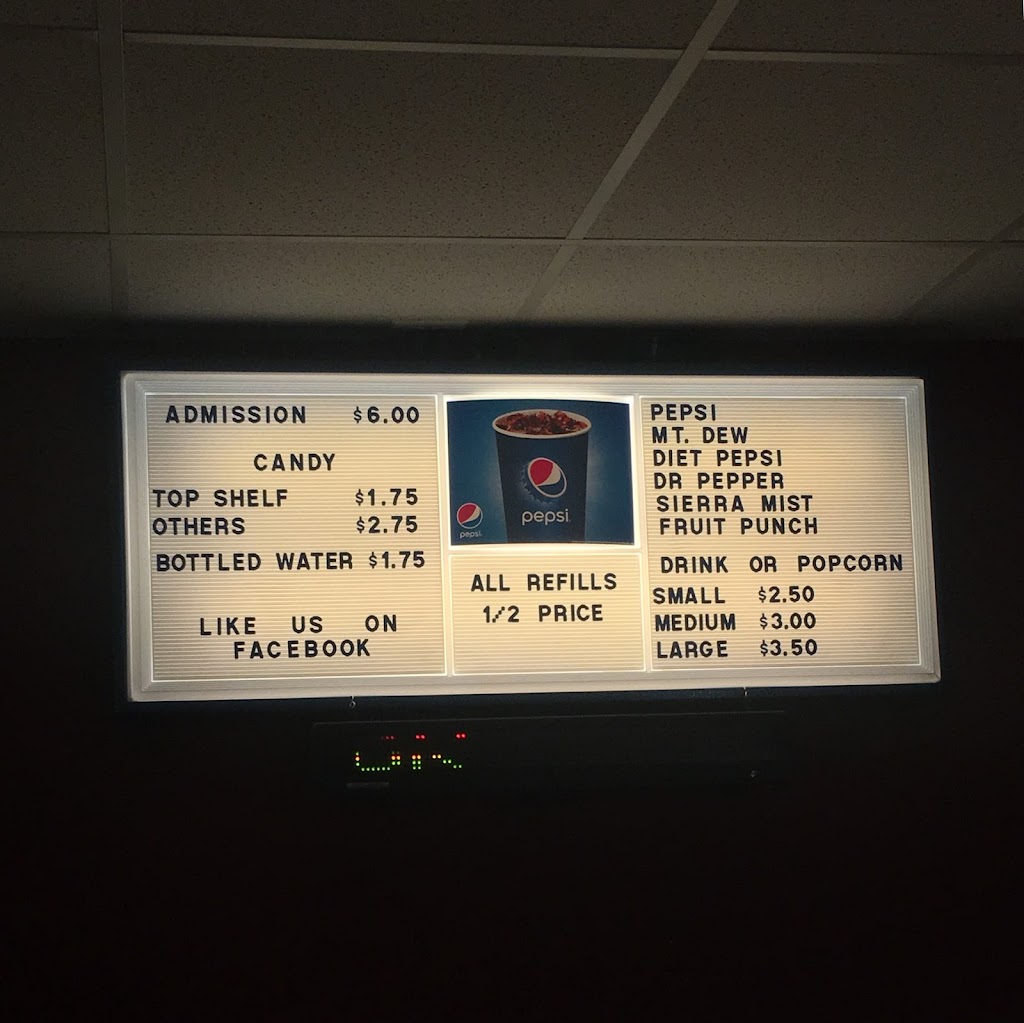 ADMISSION $6.00
CANDY
TOP SHELF $1.75
OTHERS $2.75
BOTTLED WATER $1.75
LIKE US ON
FACEBOOK
pepsi
pepsi
ALL REFILLS
1/2 PRICE
PEPSI
MT. DEW
DIET PEPSI
DR PEPPER
SIERRA MIST
FRUIT PUNCH
DRINK OR POPCORN
SMALL $2.50
MEDIUM $3.00
LARGE $3.50